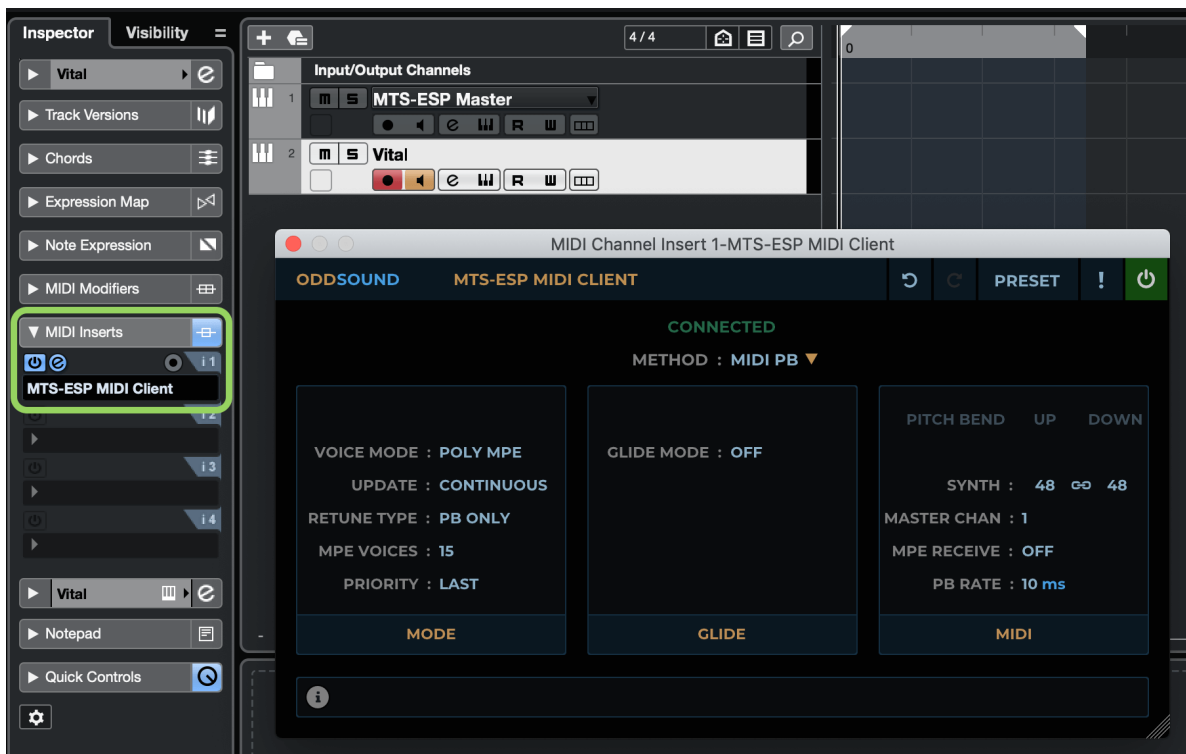 Inspector Visibility
Vital
Track Versions
Chords
Expression Map
Note Expression
MIDI Modifiers
MIDI Inserts
i 1
MTS-ESP MIDI Client
i 2
i 3
i 4
Vital
Notepad
Quick Controls
4/4
0
Input/Output Channels
1 m S MTS-ESP Master
e R W
2 m S Vital
e R W
MIDI Channel Insert 1-MTS-ESP MIDI Client
ODDSOUND MTS-ESP MIDI CLIENT PRESET !
CONNECTED
METHOD : MIDI PB
VOICE MODE : POLY MPE
UPDATE : CONTINUOUS
RETUNE TYPE : PB ONLY
MPE VOICES : 15
PRIORITY : LAST
MODE
GLIDE MODE : OFF
GLIDE
PITCH BEND UP DOWN
SYNTH : 48 48
MASTER CHAN : 1
MPE RECEIVE : OFF
PB RATE : 10 ms
MIDI